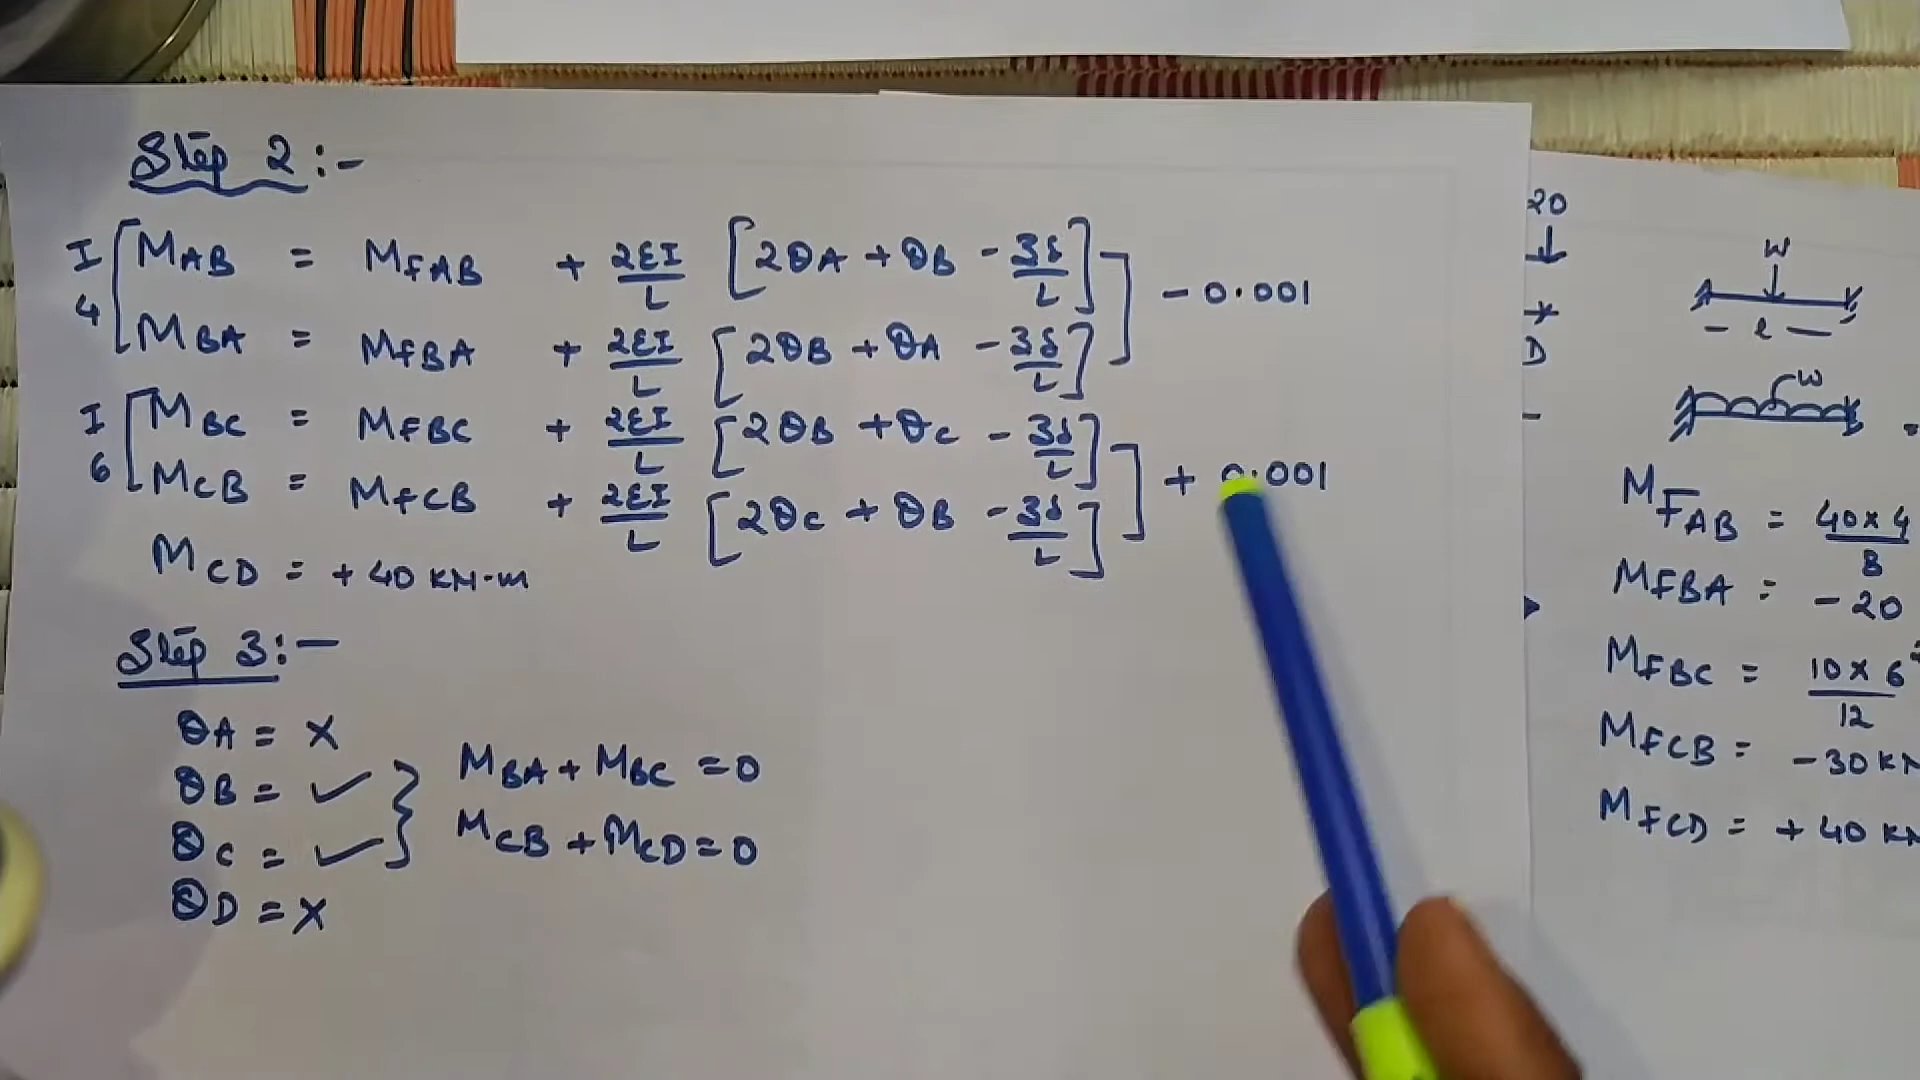 Step 2:-
I
4
MAB = MFAB + 2EI/L [2θA + θB - 3δ/L]
MBA = MFBA + 2EI/L [2θB + θA - 3δ/L]
- 0.001
I
6
MBC = MFBC + 2EI/L [2θB + θC - 3δ/L]
MCB = MFCB + 2EI/L [2θC + θB - 3δ/L]
+ 0.001
MCD = +40 KN-m
Step 3:-
θA = X
θB = ✓
θC = ✓
θD = X
MBA + MBC = 0
MCB + MCD = 0
20
D
W
l
w
MFAB = 40x4/8
MFBA = -20
MFBC = 10x6²/12
MFCB = -30 KN
MFCD = +40 KN